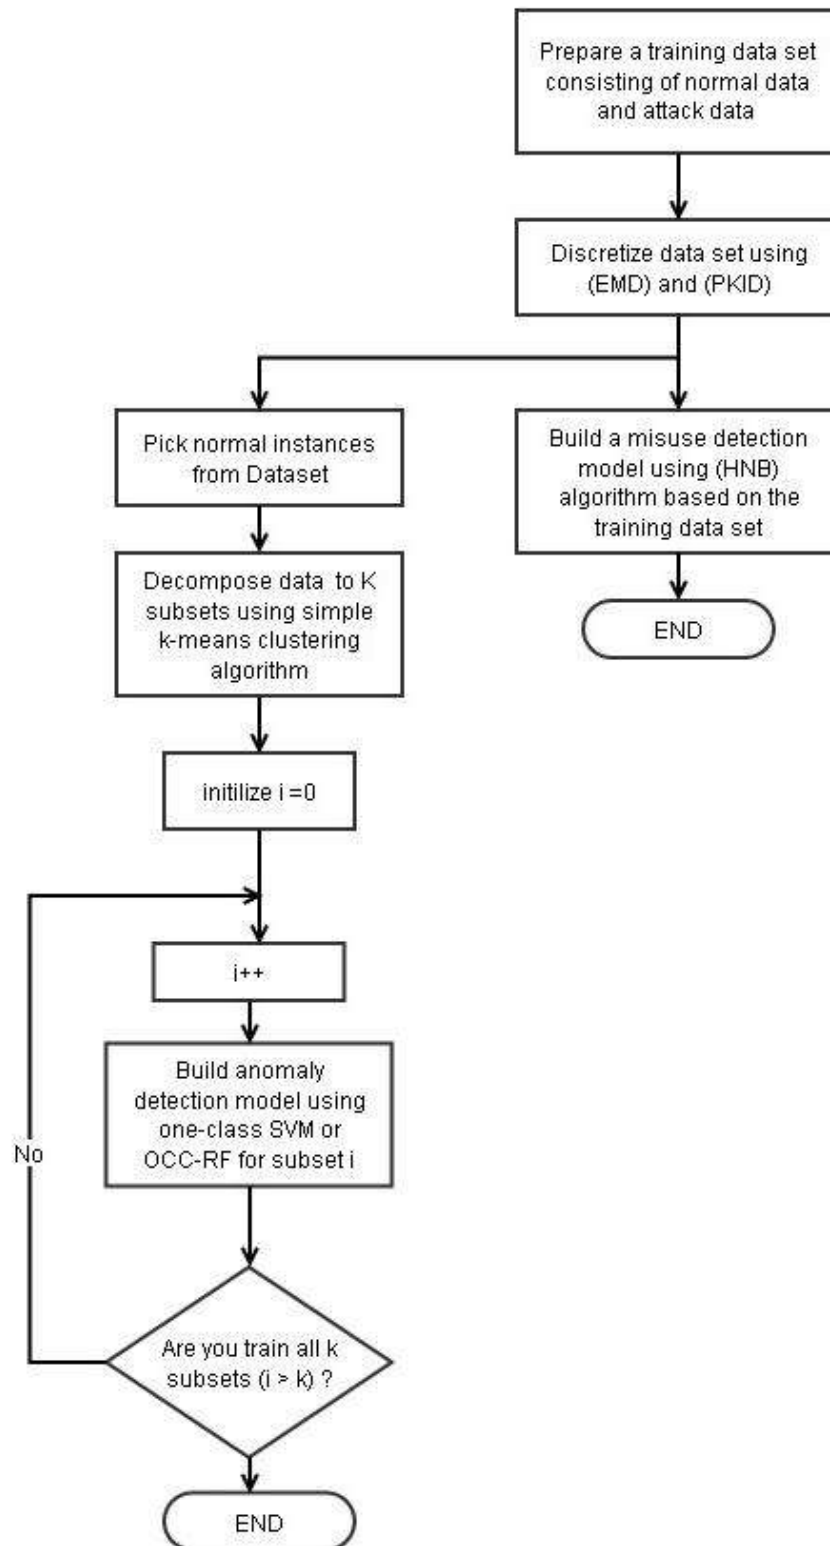 Prepare a training data set
consisting of normal data
and attack data
Discretize data set using
(EMD) and (PKID)
Pick normal instances
from Dataset
Build a misuse detection
model using (HNB)
algorithm based on the
training data set
Decompose data to K
subsets using simple
k-means clustering
algorithm
END
initilize i =0
i++
Build anomaly
detection model using
one-class SVM or
OCC-RF for subset i
No
Are you train all k
subsets (i > k) ?
END